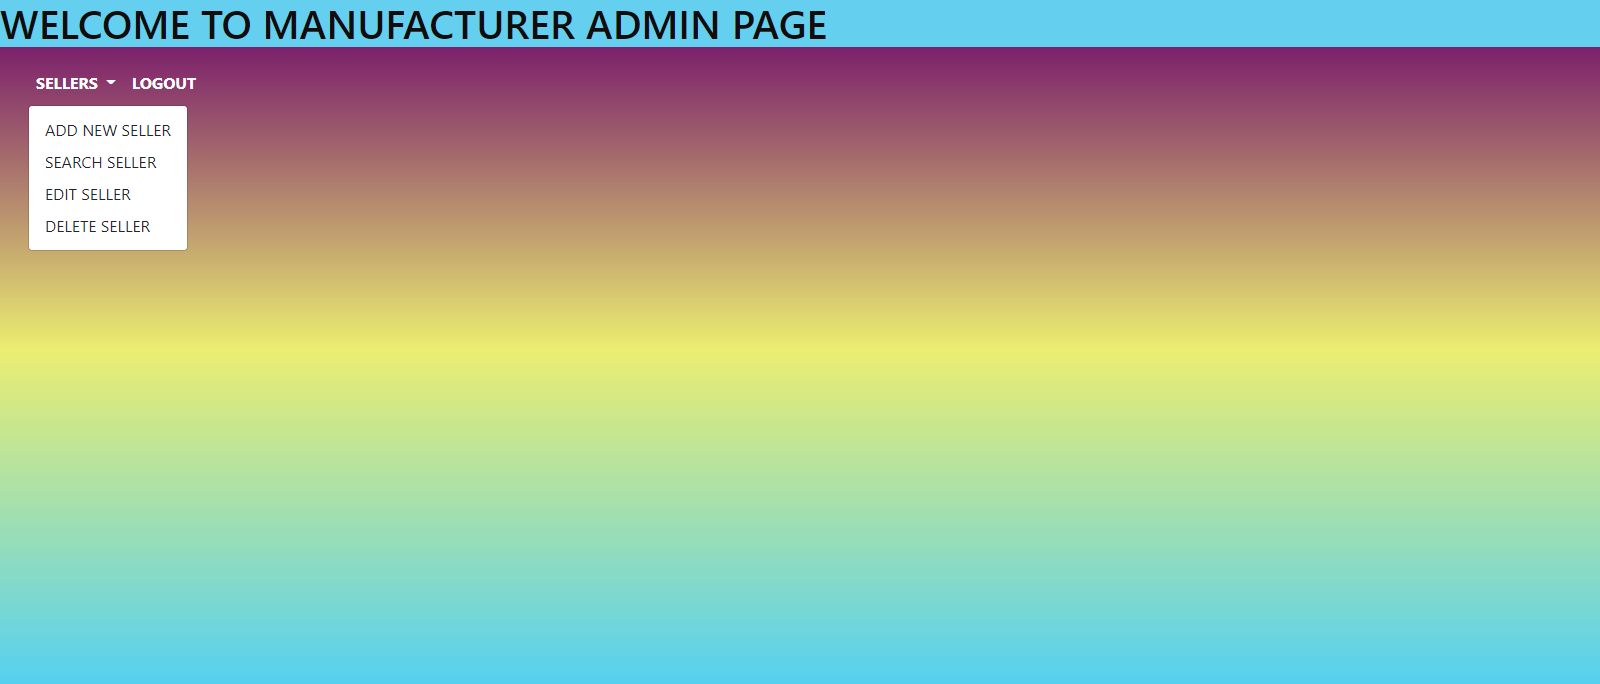 WELCOME TO MANUFACTURER ADMIN PAGE
SELLERS LOGOUT
ADD NEW SELLER
SEARCH SELLER
EDIT SELLER
DELETE SELLER